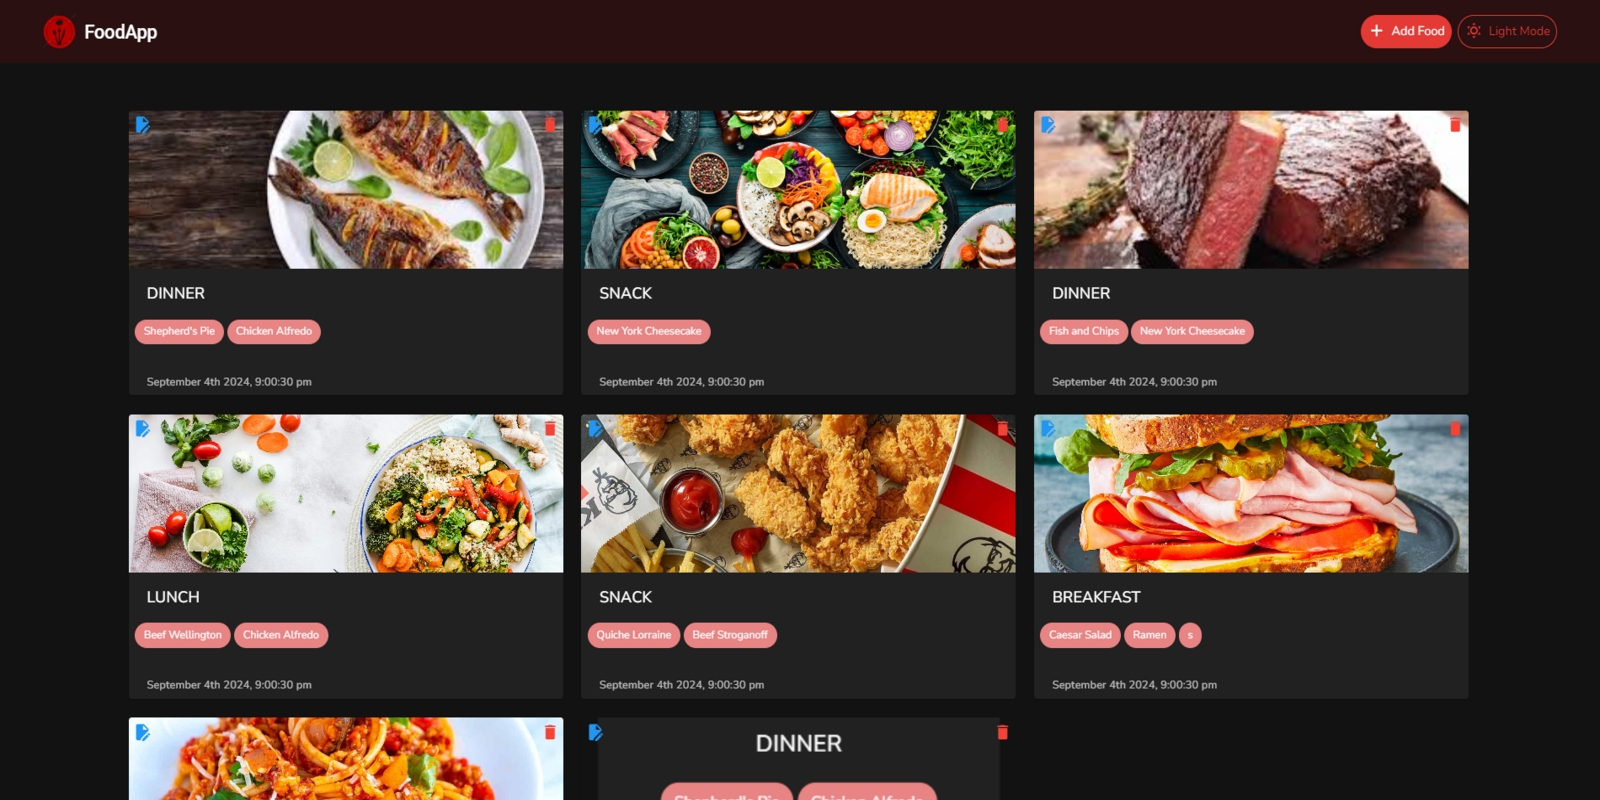 FoodApp
Add Food
Light Mode
DINNER
Shepherd's Pie
Chicken Alfredo
September 4th 2024, 9:00:30 pm
SNACK
New York Cheesecake
September 4th 2024, 9:00:30 pm
DINNER
Fish and Chips
New York Cheesecake
September 4th 2024, 9:00:30 pm
LUNCH
Beef Wellington
Chicken Alfredo
September 4th 2024, 9:00:30 pm
SNACK
Quiche Lorraine
Beef Stroganoff
September 4th 2024, 9:00:30 pm
BREAKFAST
Caesar Salad
Ramen
s
September 4th 2024, 9:00:30 pm
DINNER
Shepherd's Pie
Chicken Alfredo